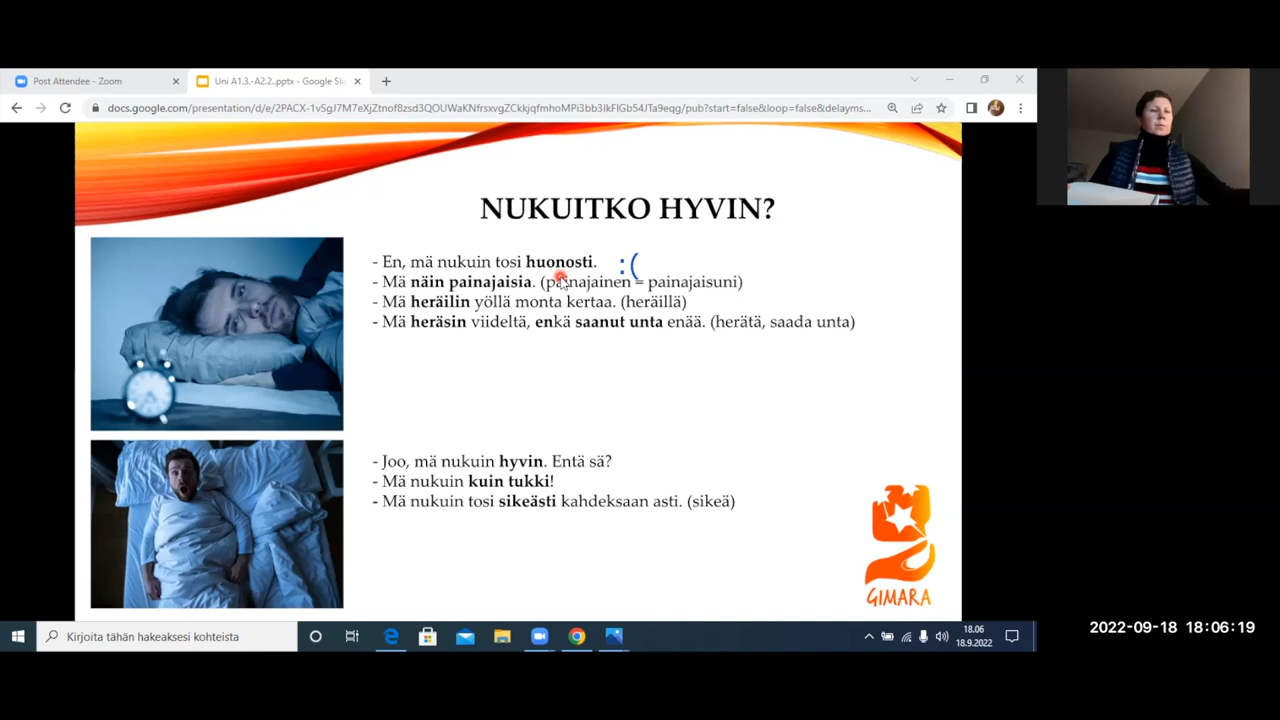 Post Attendee - Zoom
Uni A1.3.-A2.2..pptx - Google Slid
docs.google.com/presentation/d/e/2PACX-1vSgJ7M7eXjZtnof8zsd3QOUWaKNfrsxvgZCkkjqfmhoMPi3bb3IkFlGb54JTa9eqg/pub?start=false&loop=false&delayms...
NUKUITKO HYVIN?
- En, mä nukuin tosi huonosti. :(
- Mä näin painajaisia. (painajainen = painajaisuni)
- Mä heräilin yöllä monta kertaa. (heräillä)
- Mä heräsin viideltä, enkä saanut unta enää. (herätä, saada unta)
- Joo, mä nukuin hyvin. Entä sä?
- Mä nukuin kuin tukki!
- Mä nukuin tosi sikeästi kahdeksaan asti. (sikeä)
GIMARA
Kirjoita tähän hakeaksesi kohteista
18.06
18.9.2022
2022-09-18 18:06:19